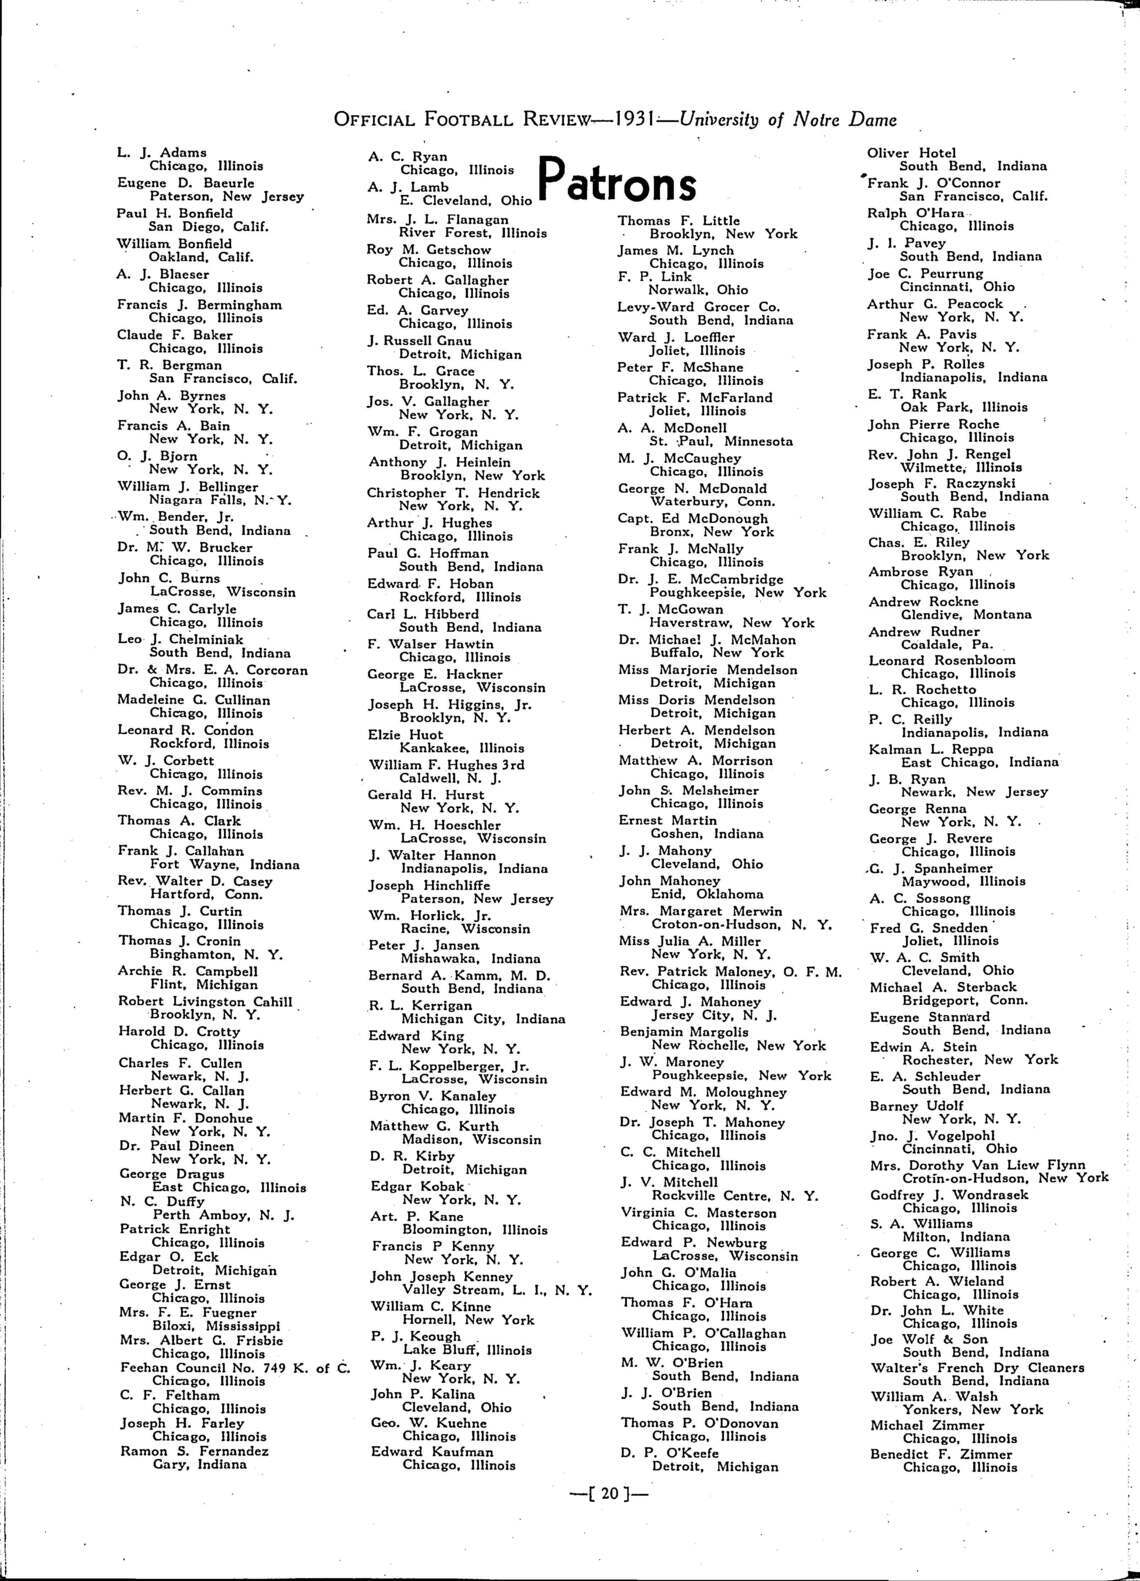 OFFICIAL FOOTBALL REVIEW—1931—University of Notre Dame
Patrons
L. J. Adams
Chicago, Illinois
Eugene D. Baeurle
Paterson, New Jersey
Paul H. Bonfield
San Diego, Calif.
William Bonfield
Oakland, Calif.
A. J. Blaeser
Chicago, Illinois
Francis J. Bermingham
Chicago, Illinois
Claude F. Baker
Chicago, Illinois
T. R. Bergman
San Francisco, Calif.
John A. Byrnes
New York, N. Y.
Francis A. Bain
New York, N. Y.
O. J. Bjorn
New York, N. Y.
William J. Bellinger
Niagara Falls, N. Y.
Wm. Bender, Jr.
South Bend, Indiana
Dr. M. W. Brucker
Chicago, Illinois
John C. Burns
LaCrosse, Wisconsin
James C. Carlyle
Chicago, Illinois
Leo J. Chelminiak
South Bend, Indiana
Dr. & Mrs. E. A. Corcoran
Chicago, Illinois
Madeleine G. Cullinan
Chicago, Illinois
Leonard R. Condon
Rockford, Illinois
W. J. Corbett
Chicago, Illinois
Rev. M. J. Commins
Chicago, Illinois
Thomas A. Clark
Chicago, Illinois
Frank J. Callahan
Fort Wayne, Indiana
Rev. Walter D. Casey
Hartford, Conn.
Thomas J. Curtin
Chicago, Illinois
Thomas J. Cronin
Binghamton, N. Y.
Archie R. Campbell
Flint, Michigan
Robert Livingston Cahill
Brooklyn, N. Y.
Harold D. Crotty
Chicago, Illinois
Charles F. Cullen
Newark, N. J.
Herbert G. Callan
Newark, N. J.
Martin F. Donohue
New York, N. Y.
Dr. Paul Dineen
New York, N. Y.
George Dragus
East Chicago, Illinois
N. C. Duffy
Perth Amboy, N. J.
Patrick Enright
Chicago, Illinois
Edgar O. Eck
Detroit, Michigan
George J. Ernst
Chicago, Illinois
Mrs. F. E. Fuegner
Biloxi, Mississippi
Mrs. Albert G. Frisbie
Chicago, Illinois
Feehan Council No. 749 K. of C.
Chicago, Illinois
C. F. Feltham
Chicago, Illinois
Joseph H. Farley
Chicago, Illinois
Ramon S. Fernandez
Gary, Indiana
A. C. Ryan
Chicago, Illinois
A. J. Lamb
E. Cleveland, Ohio
Mrs. J. L. Flanagan
River Forest, Illinois
Roy M. Getschow
Chicago, Illinois
Robert A. Gallagher
Chicago, Illinois
Ed. A. Garvey
Chicago, Illinois
J. Russell Gnau
Detroit, Michigan
Thos. L. Grace
Brooklyn, N. Y.
Jos. V. Gallagher
New York, N. Y.
Wm. F. Grogan
Detroit, Michigan
Anthony J. Heinlein
Brooklyn, New York
Christopher T. Hendrick
New York, N. Y.
Arthur J. Hughes
Chicago, Illinois
Paul G. Hoffman
South Bend, Indiana
Edward F. Hoban
Rockford, Illinois
Carl L. Hibberd
South Bend, Indiana
F. Walser Hawtin
Chicago, Illinois
George E. Hackner
LaCrosse, Wisconsin
Joseph H. Higgins, Jr.
Brooklyn, N. Y.
Elzie Huot
Kankakee, Illinois
William F. Hughes 3rd
Caldwell, N. J.
Gerald H. Hurst
New York, N. Y.
Wm. H. Hoeschler
LaCrosse, Wisconsin
J. Walter Hannon
Indianapolis, Indiana
Joseph Hinchliffe
Paterson, New Jersey
Wm. Horlick, Jr.
Racine, Wisconsin
Peter J. Jansen
Mishawaka, Indiana
Bernard A. Kamm, M. D.
South Bend, Indiana
R. L. Kerrigan
Michigan City, Indiana
Edward King
New York, N. Y.
F. L. Koppelberger, Jr.
LaCrosse, Wisconsin
Byron V. Kanaley
Chicago, Illinois
Matthew G. Kurth
Madison, Wisconsin
D. R. Kirby
Detroit, Michigan
Edgar Kobak
New York, N. Y.
Art. P. Kane
Bloomington, Illinois
Francis P Kenny
New York, N. Y.
John Joseph Kenney
Valley Stream, L. I., N. Y.
William C. Kinne
Hornell, New York
P. J. Keough
Lake Bluff, Illinois
Wm. J. Keary
New York, N. Y.
John P. Kalina
Cleveland, Ohio
Geo. W. Kuehne
Chicago, Illinois
Edward Kaufman
Chicago, Illinois
Thomas F. Little
Brooklyn, New York
James M. Lynch
Chicago, Illinois
F. P. Link
Norwalk, Ohio
Levy-Ward Grocer Co.
South Bend, Indiana
Ward J. Loeffler
Joliet, Illinois
Peter F. McShane
Chicago, Illinois
Patrick F. McFarland
Joliet, Illinois
A. A. McDonell
St. Paul, Minnesota
M. J. McCaughey
Chicago, Illinois
George N. McDonald
Waterbury, Conn.
Capt. Ed McDonough
Bronx, New York
Frank J. McNally
Chicago, Illinois
Dr. J. E. McCambridge
Poughkeepsie, New York
T. J. McGowan
Haverstraw, New York
Dr. Michael J. McMahon
Buffalo, New York
Miss Marjorie Mendelson
Detroit, Michigan
Miss Doris Mendelson
Detroit, Michigan
Herbert A. Mendelson
Detroit, Michigan
Matthew A. Morrison
Chicago, Illinois
John S. Melsheimer
Chicago, Illinois
Ernest Martin
Goshen, Indiana
J. J. Mahony
Cleveland, Ohio
John Mahoney
Enid, Oklahoma
Mrs. Margaret Merwin
Croton-on-Hudson, N. Y.
Miss Julia A. Miller
New York, N. Y.
Rev. Patrick Maloney, O. F. M.
Chicago, Illinois
Edward J. Mahoney
Jersey City, N. J.
Benjamin Margolis
New Rochelle, New York
J. W. Maroney
Poughkeepsie, New York
Edward M. Moloughney
New York, N. Y.
Dr. Joseph T. Mahoney
Chicago, Illinois
C. C. Mitchell
Chicago, Illinois
J. V. Mitchell
Rockville Centre, N. Y.
Virginia C. Masterson
Chicago, Illinois
Edward P. Newburg
LaCrosse, Wisconsin
John G. O'Malia
Chicago, Illinois
Thomas F. O'Hara
Chicago, Illinois
William P. O'Callaghan
Chicago, Illinois
M. W. O'Brien
South Bend, Indiana
J. J. O'Brien
South Bend, Indiana
Thomas P. O'Donovan
Chicago, Illinois
D. P. O'Keefe
Detroit, Michigan
Oliver Hotel
South Bend, Indiana
Frank J. O'Connor
San Francisco, Calif.
Ralph O'Hara
Chicago, Illinois
J. I. Pavey
South Bend, Indiana
Joe C. Peurrung
Cincinnati, Ohio
Arthur G. Peacock
New York, N. Y.
Frank A. Pavis
New York, N. Y.
Joseph P. Rolles
Indianapolis, Indiana
E. T. Rank
Oak Park, Illinois
John Pierre Roche
Chicago, Illinois
Rev. John J. Rengel
Wilmette, Illinois
Joseph F. Raczynski
South Bend, Indiana
William C. Rabe
Chicago, Illinois
Chas. E. Riley
Brooklyn, New York
Ambrose Ryan
Chicago, Illinois
Andrew Rockne
Glendive, Montana
Andrew Rudner
Coaldale, Pa.
Leonard Rosenbloom
Chicago, Illinois
L. R. Rochetto
Chicago, Illinois
P. C. Reilly
Indianapolis, Indiana
Kalman L. Reppa
East Chicago, Indiana
J. B. Ryan
Newark, New Jersey
George Renna
New York, N. Y.
George J. Revere
Chicago, Illinois
G. J. Spanheimer
Maywood, Illinois
A. C. Sossong
Chicago, Illinois
Fred G. Snedden
Joliet, Illinois
W. A. C. Smith
Cleveland, Ohio
Michael A. Sterback
Bridgeport, Conn.
Eugene Stannard
South Bend, Indiana
Edwin A. Stein
Rochester, New York
E. A. Schleuder
South Bend, Indiana
Barney Udolf
New York, N. Y.
Jno. J. Vogelpohl
Cincinnati, Ohio
Mrs. Dorothy Van Liew Flynn
Crotin-on-Hudson, New York
Godfrey J. Wondrasek
Chicago, Illinois
S. A. Williams
Milton, Indiana
George C. Williams
Chicago, Illinois
Robert A. Wieland
Chicago, Illinois
Dr. John L. White
Chicago, Illinois
Joe Wolf & Son
South Bend, Indiana
Walter's French Dry Cleaners
South Bend, Indiana
William A. Walsh
Yonkers, New York
Michael Zimmer
Chicago, Illinois
Benedict F. Zimmer
Chicago, Illinois
—[ 20 ]—